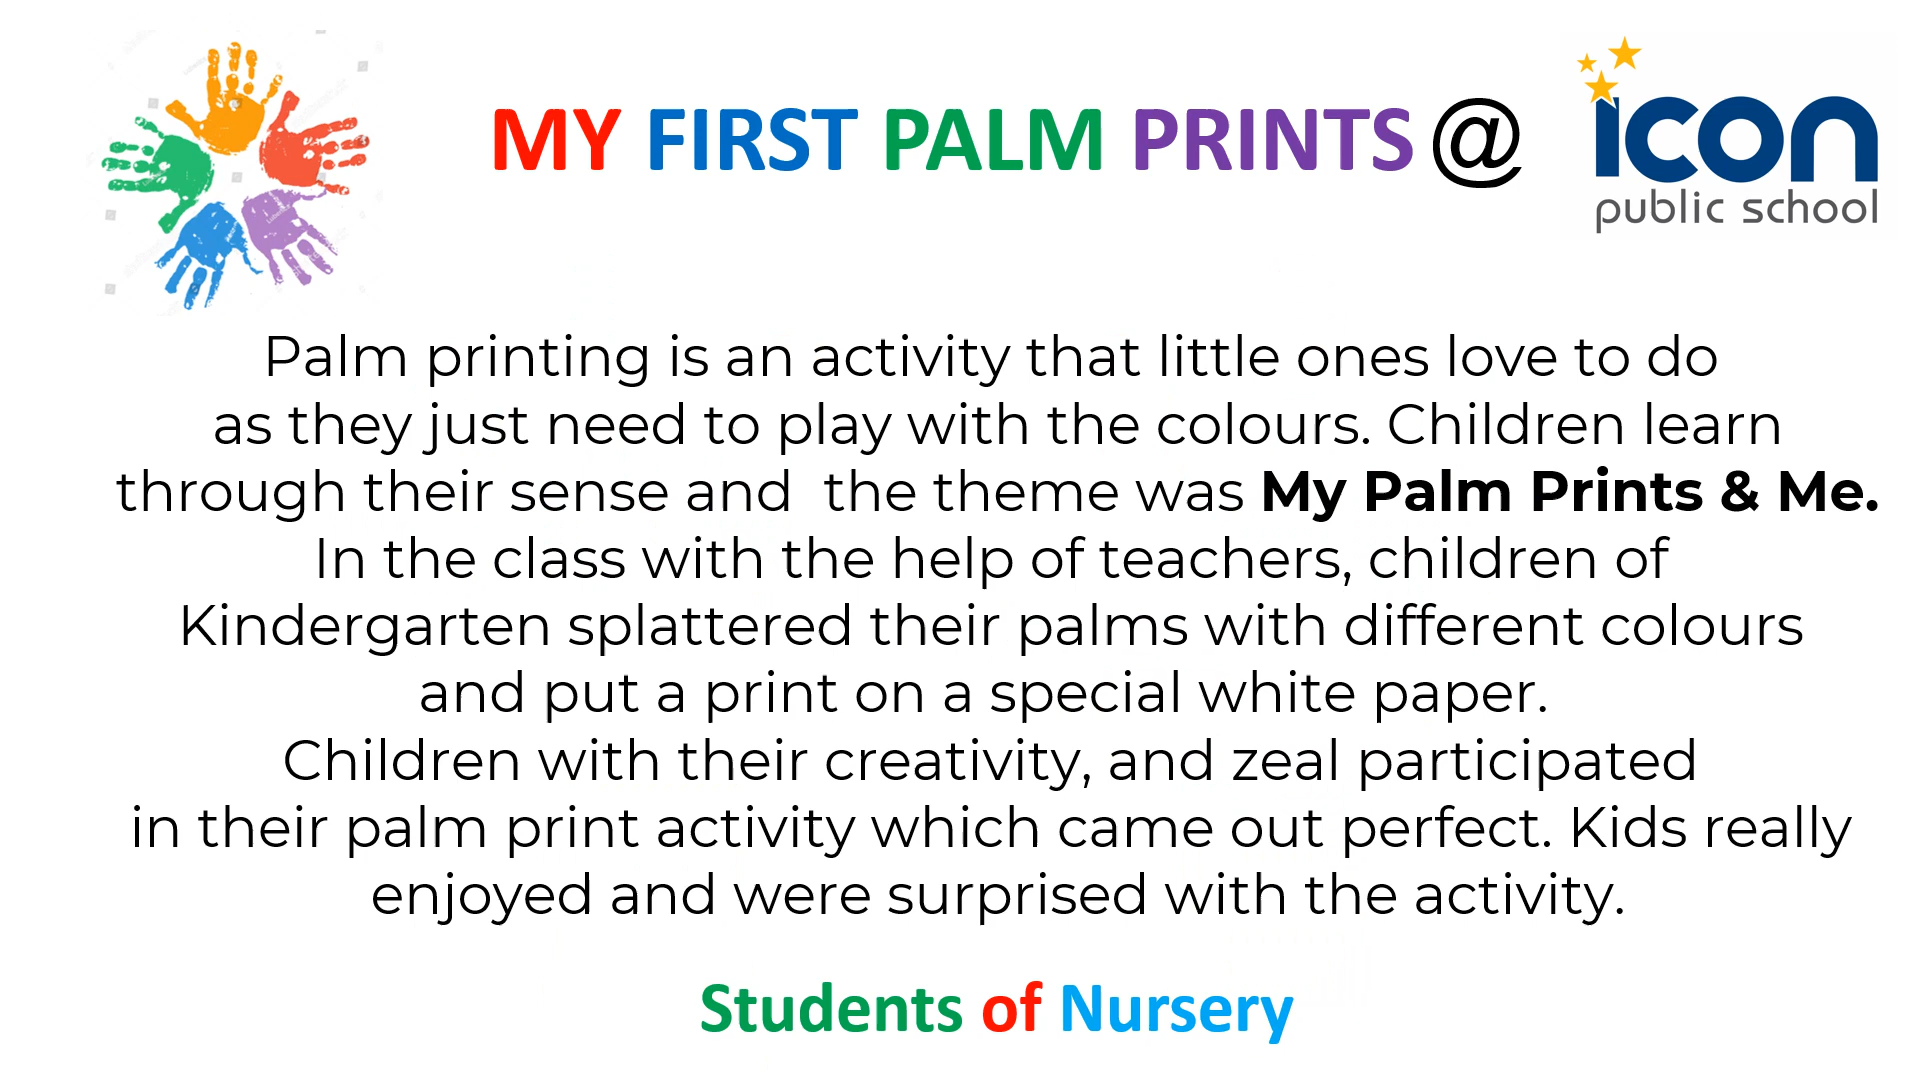 MY FIRST PALM PRINTS @
icon
public school
Palm printing is an activity that little ones love to do
as they just need to play with the colours. Children learn
through their sense and  the theme was My Palm Prints & Me.
In the class with the help of teachers, children of
Kindergarten splattered their palms with different colours
and put a print on a special white paper.
Children with their creativity, and zeal participated
in their palm print activity which came out perfect. Kids really
enjoyed and were surprised with the activity.
Students of Nursery